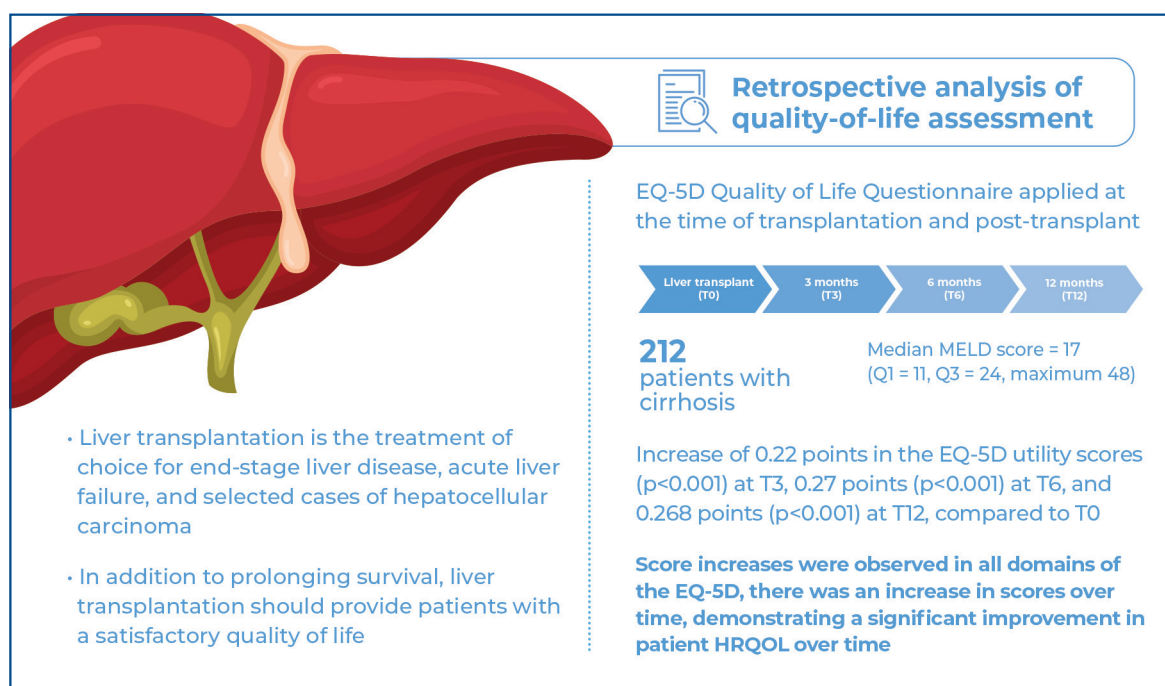 Retrospective analysis of
quality-of-life assessment
• Liver transplantation is the treatment of
choice for end-stage liver disease, acute liver
failure, and selected cases of hepatocellular
carcinoma
• In addition to prolonging survival, liver
transplantation should provide patients with
a satisfactory quality of life
EQ-5D Quality of Life Questionnaire applied at
the time of transplantation and post-transplant
Liver transplant
(T0)
3 months
(T3)
6 months
(T6)
12 months
(T12)
212
patients with
cirrhosis
Median MELD score = 17
(Q1 = 11, Q3 = 24, maximum 48)
Increase of 0.22 points in the EQ-5D utility scores
(p<0.001) at T3, 0.27 points (p<0.001) at T6, and
0.268 points (p<0.001) at T12, compared to T0
Score increases were observed in all domains of
the EQ-5D, there was an increase in scores over
time, demonstrating a significant improvement in
patient HRQOL over time